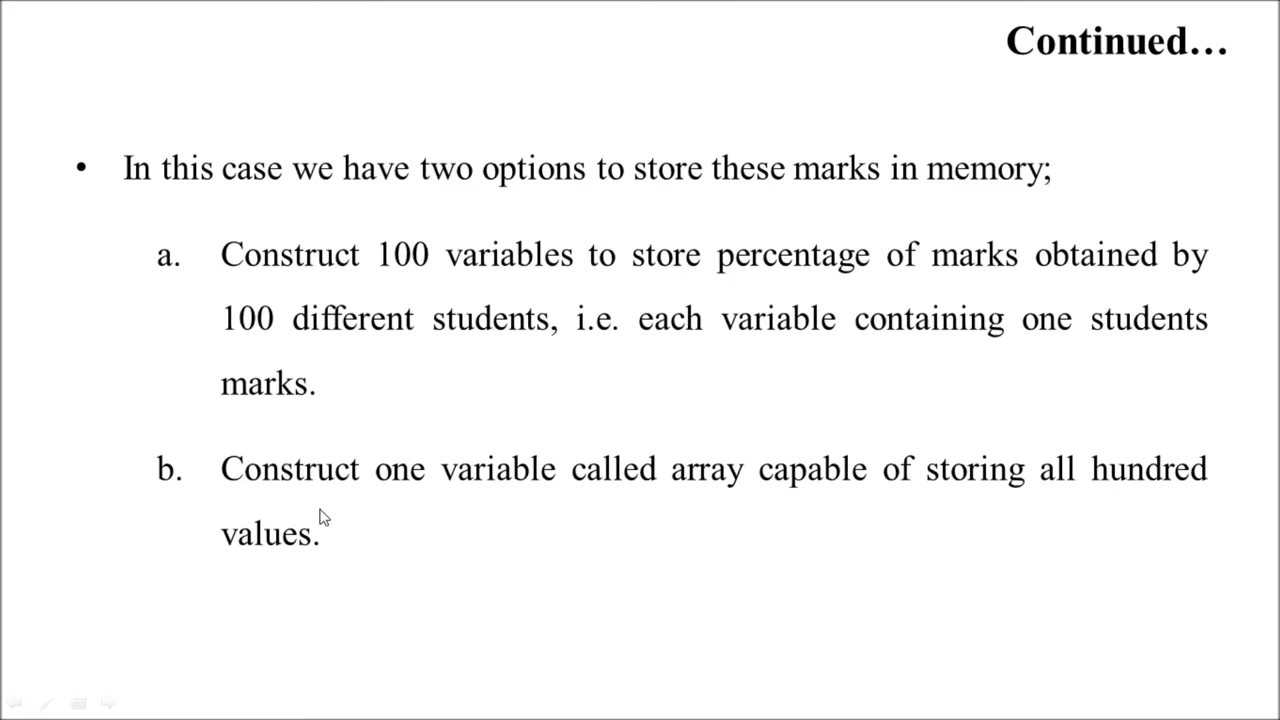 Continued…
• In this case we have two options to store these marks in memory;
a. Construct 100 variables to store percentage of marks obtained by
100 different students, i.e. each variable containing one students
marks.
b. Construct one variable called array capable of storing all hundred
values.